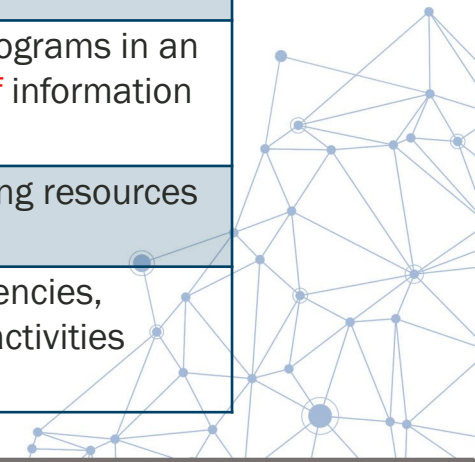 ograms in an
f information
ng resources
encies,
activities